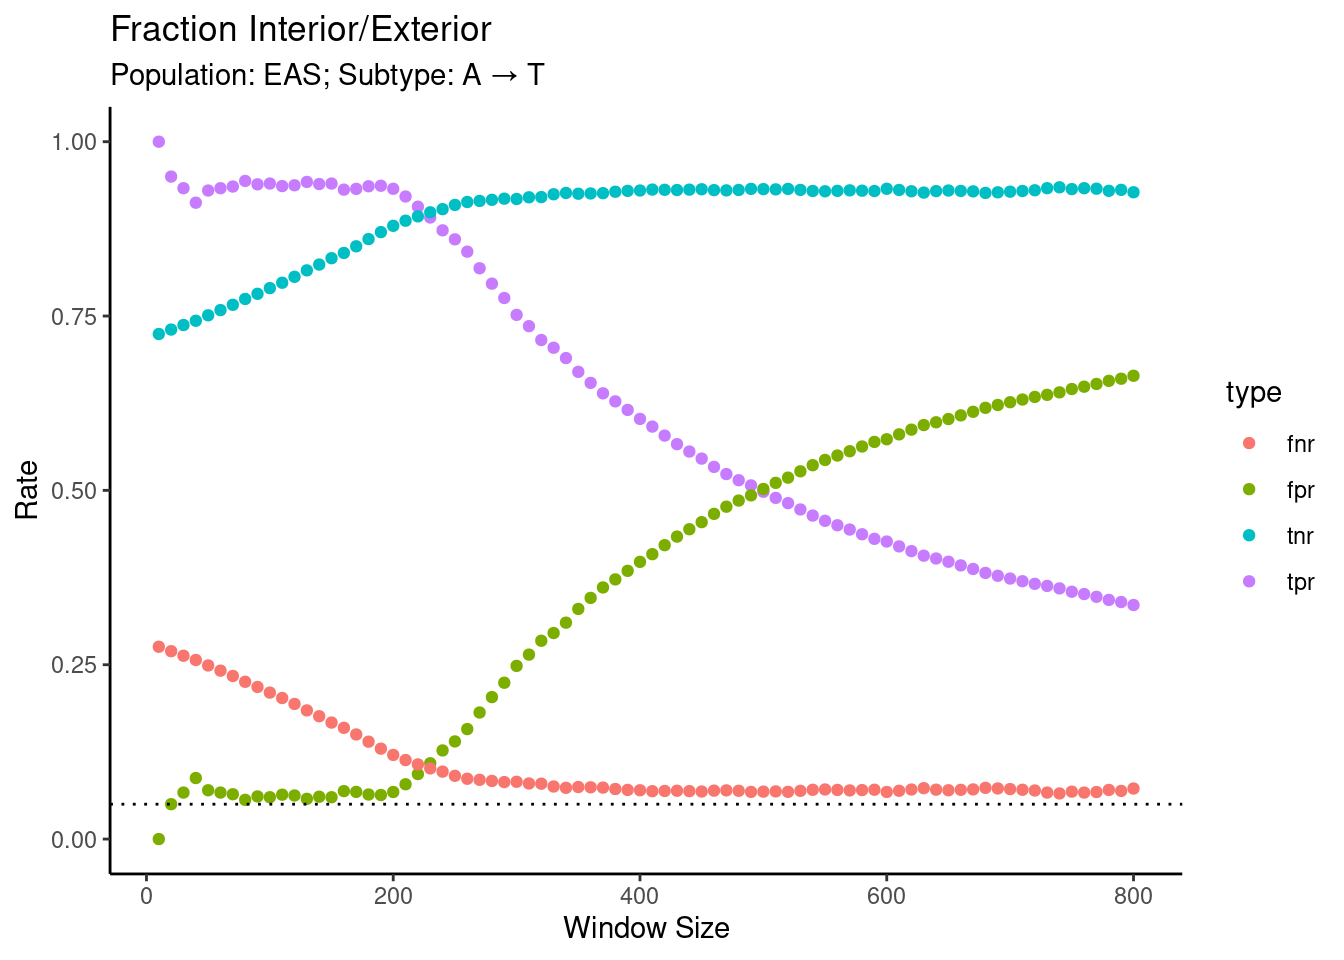 Fraction Interior/Exterior
Population: EAS; Subtype: A → T
1.00
0.75
0.50
0.25
0.00
Rate
0 200 400 600 800
Window Size
type
fnr
fpr
tnr
tpr